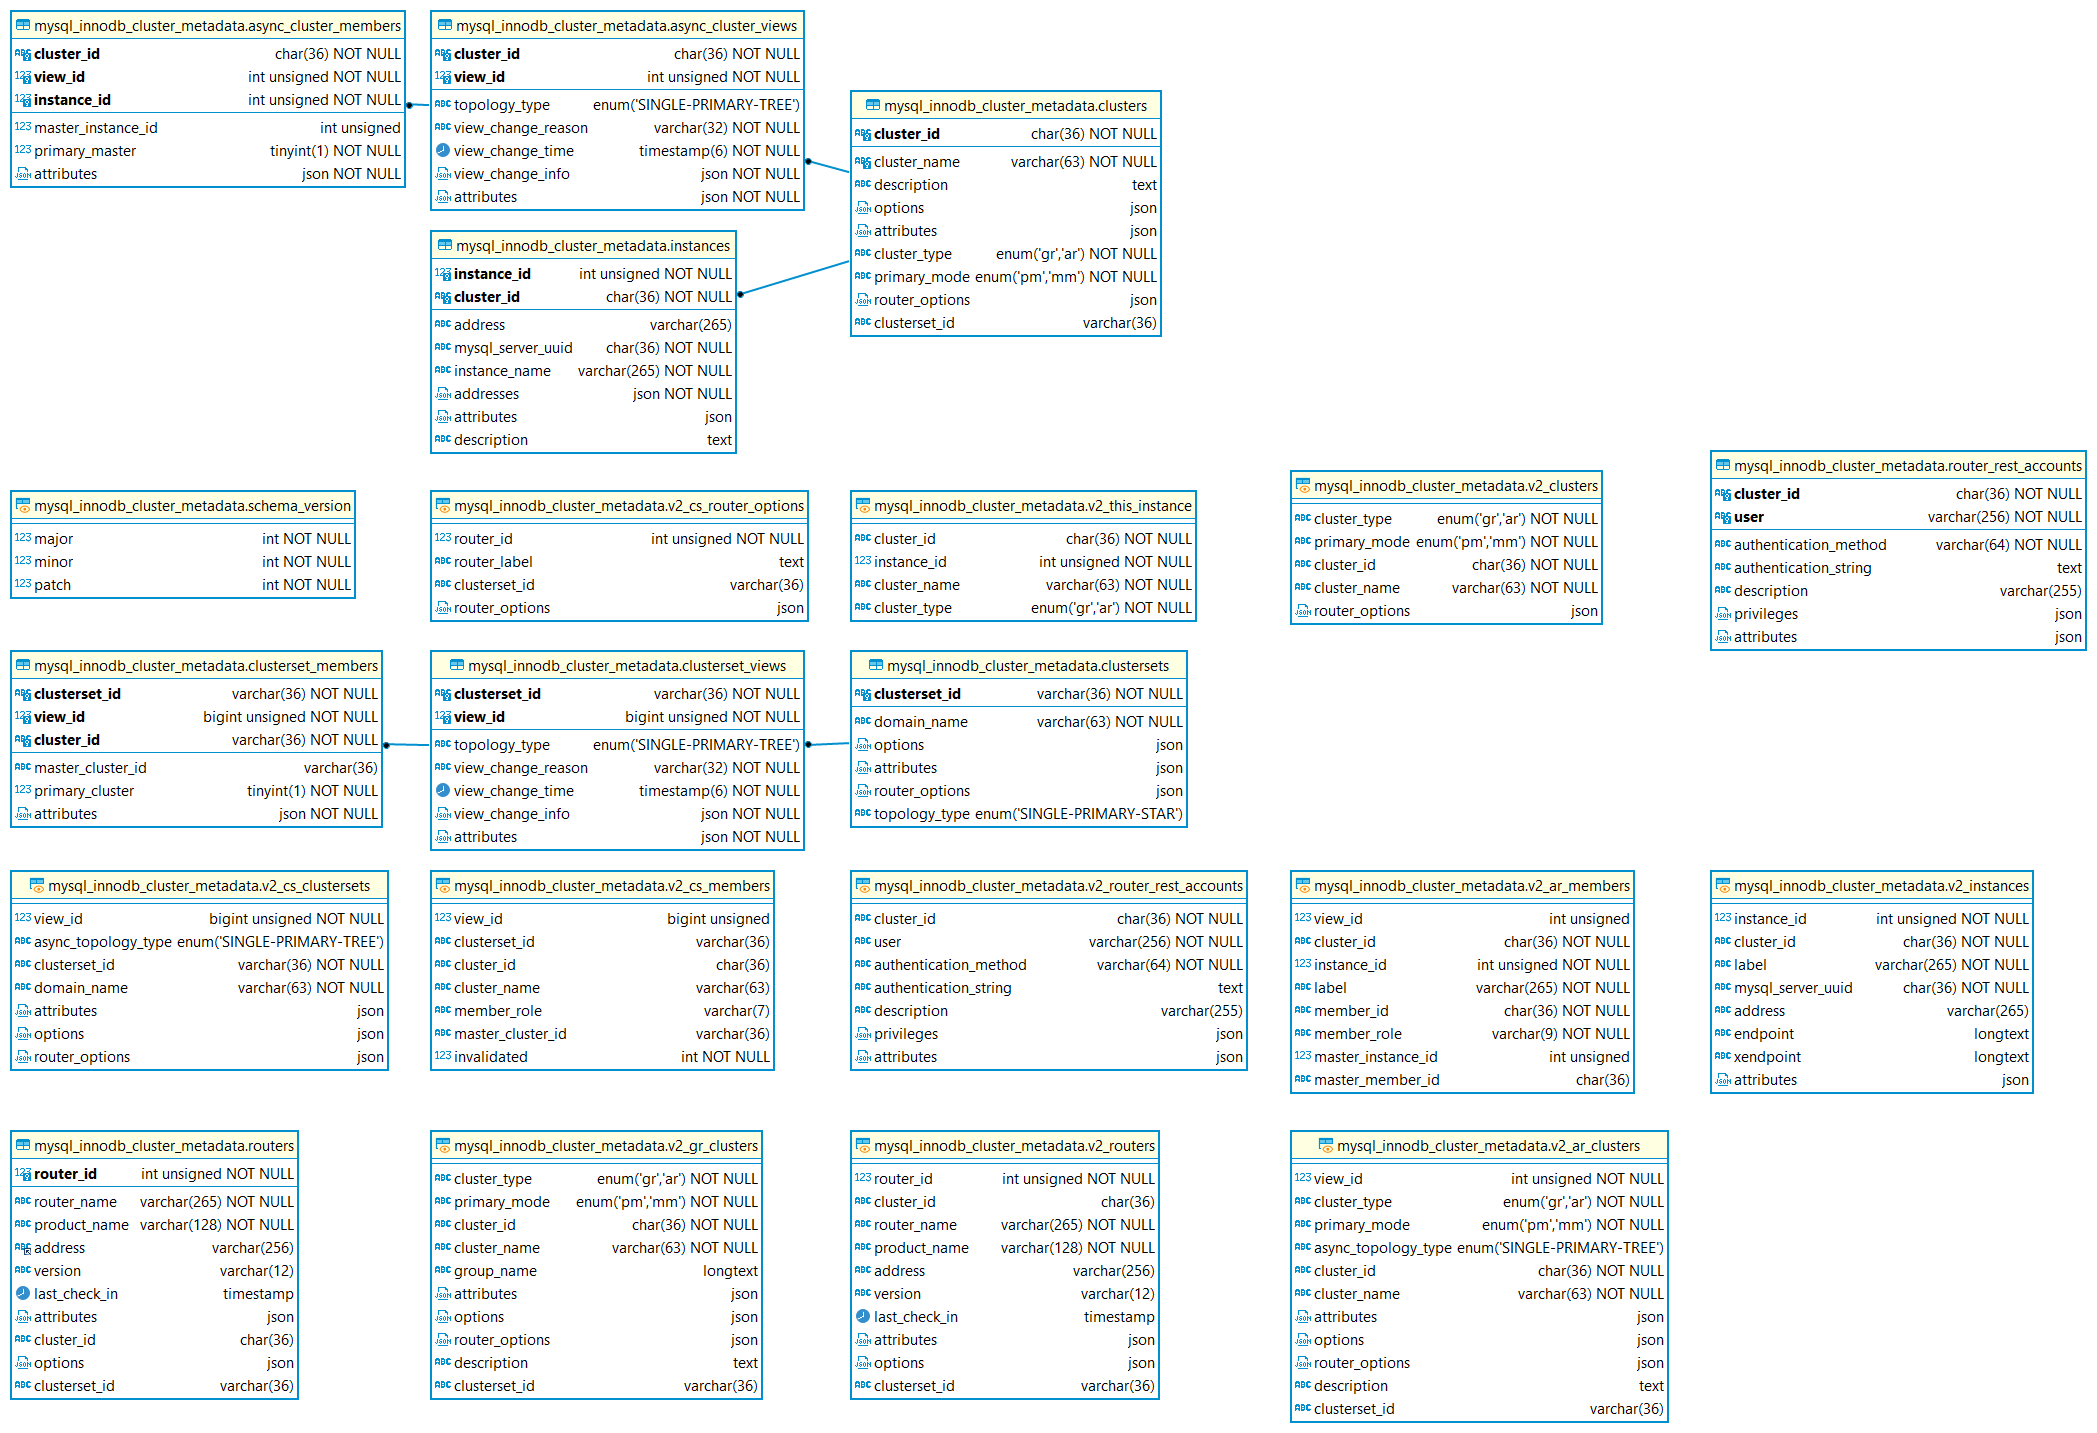 mysql_innodb_cluster_metadata.async_cluster_members
cluster_id char(36) NOT NULL
view_id int unsigned NOT NULL
instance_id int unsigned NOT NULL
master_instance_id int unsigned
primary_master tinyint(1) NOT NULL
attributes json NOT NULL
mysql_innodb_cluster_metadata.async_cluster_views
cluster_id char(36) NOT NULL
view_id int unsigned NOT NULL
topology_type enum('SINGLE-PRIMARY-TREE')
view_change_reason varchar(32) NOT NULL
view_change_time timestamp(6) NOT NULL
view_change_info json NOT NULL
attributes json NOT NULL
mysql_innodb_cluster_metadata.clusters
cluster_id char(36) NOT NULL
cluster_name varchar(63) NOT NULL
description text
options json
attributes json
cluster_type enum('gr','ar') NOT NULL
primary_mode enum('pm','mm') NOT NULL
router_options json
clusterset_id varchar(36)
mysql_innodb_cluster_metadata.instances
instance_id int unsigned NOT NULL
cluster_id char(36) NOT NULL
address varchar(265)
mysql_server_uuid char(36) NOT NULL
instance_name varchar(265) NOT NULL
addresses json NOT NULL
attributes json
description text
mysql_innodb_cluster_metadata.schema_version
major int NOT NULL
minor int NOT NULL
patch int NOT NULL
mysql_innodb_cluster_metadata.v2_cs_router_options
router_id int unsigned NOT NULL
router_label text
clusterset_id varchar(36)
router_options json
mysql_innodb_cluster_metadata.v2_this_instance
cluster_id char(36) NOT NULL
instance_id int unsigned NOT NULL
cluster_name varchar(63) NOT NULL
cluster_type enum('gr','ar') NOT NULL
mysql_innodb_cluster_metadata.v2_clusters
cluster_type enum('gr','ar') NOT NULL
primary_mode enum('pm','mm') NOT NULL
cluster_id char(36) NOT NULL
cluster_name varchar(63) NOT NULL
router_options json
mysql_innodb_cluster_metadata.router_rest_accounts
cluster_id char(36) NOT NULL
user varchar(256) NOT NULL
authentication_method varchar(64) NOT NULL
authentication_string text
description varchar(255)
privileges json
attributes json
mysql_innodb_cluster_metadata.clusterset_members
clusterset_id varchar(36) NOT NULL
view_id bigint unsigned NOT NULL
cluster_id varchar(36) NOT NULL
master_cluster_id varchar(36)
primary_cluster tinyint(1) NOT NULL
attributes json NOT NULL
mysql_innodb_cluster_metadata.clusterset_views
clusterset_id varchar(36) NOT NULL
view_id bigint unsigned NOT NULL
topology_type enum('SINGLE-PRIMARY-TREE')
view_change_reason varchar(32) NOT NULL
view_change_time timestamp(6) NOT NULL
view_change_info json NOT NULL
attributes json NOT NULL
mysql_innodb_cluster_metadata.clustersets
clusterset_id varchar(36) NOT NULL
domain_name varchar(63) NOT NULL
options json
attributes json
router_options json
topology_type enum('SINGLE-PRIMARY-STAR')
mysql_innodb_cluster_metadata.v2_cs_clustersets
view_id bigint unsigned NOT NULL
async_topology_type enum('SINGLE-PRIMARY-TREE')
clusterset_id varchar(36) NOT NULL
domain_name varchar(63) NOT NULL
attributes json
options json
router_options json
mysql_innodb_cluster_metadata.v2_cs_members
view_id bigint unsigned
clusterset_id varchar(36)
cluster_id char(36)
cluster_name varchar(63)
member_role varchar(7)
master_cluster_id varchar(36)
invalidated int NOT NULL
mysql_innodb_cluster_metadata.v2_router_rest_accounts
cluster_id char(36) NOT NULL
user varchar(256) NOT NULL
authentication_method varchar(64) NOT NULL
authentication_string text
description varchar(255)
privileges json
attributes json
mysql_innodb_cluster_metadata.v2_ar_members
view_id int unsigned
cluster_id char(36) NOT NULL
instance_id int unsigned NOT NULL
label varchar(265) NOT NULL
member_id char(36) NOT NULL
member_role varchar(9) NOT NULL
master_instance_id int unsigned
master_member_id char(36)
mysql_innodb_cluster_metadata.v2_instances
instance_id int unsigned NOT NULL
cluster_id char(36) NOT NULL
label varchar(265) NOT NULL
mysql_server_uuid char(36) NOT NULL
address varchar(265)
endpoint longtext
xendpoint longtext
attributes json
mysql_innodb_cluster_metadata.routers
router_id int unsigned NOT NULL
router_name varchar(265) NOT NULL
product_name varchar(128) NOT NULL
address varchar(256)
version varchar(12)
last_check_in timestamp
attributes json
cluster_id char(36)
options json
clusterset_id varchar(36)
mysql_innodb_cluster_metadata.v2_gr_clusters
cluster_type enum('gr','ar') NOT NULL
primary_mode enum('pm','mm') NOT NULL
cluster_id char(36) NOT NULL
cluster_name varchar(63) NOT NULL
group_name longtext
attributes json
options json
router_options json
description text
clusterset_id varchar(36)
mysql_innodb_cluster_metadata.v2_routers
router_id int unsigned NOT NULL
cluster_id char(36)
router_name varchar(265) NOT NULL
product_name varchar(128) NOT NULL
address varchar(256)
version varchar(12)
last_check_in timestamp
attributes json
options json
clusterset_id varchar(36)
mysql_innodb_cluster_metadata.v2_ar_clusters
view_id int unsigned NOT NULL
cluster_type enum('gr','ar') NOT NULL
primary_mode enum('pm','mm') NOT NULL
async_topology_type enum('SINGLE-PRIMARY-TREE')
cluster_id char(36) NOT NULL
cluster_name varchar(63) NOT NULL
attributes json
options json
router_options json
description text
clusterset_id varchar(36)